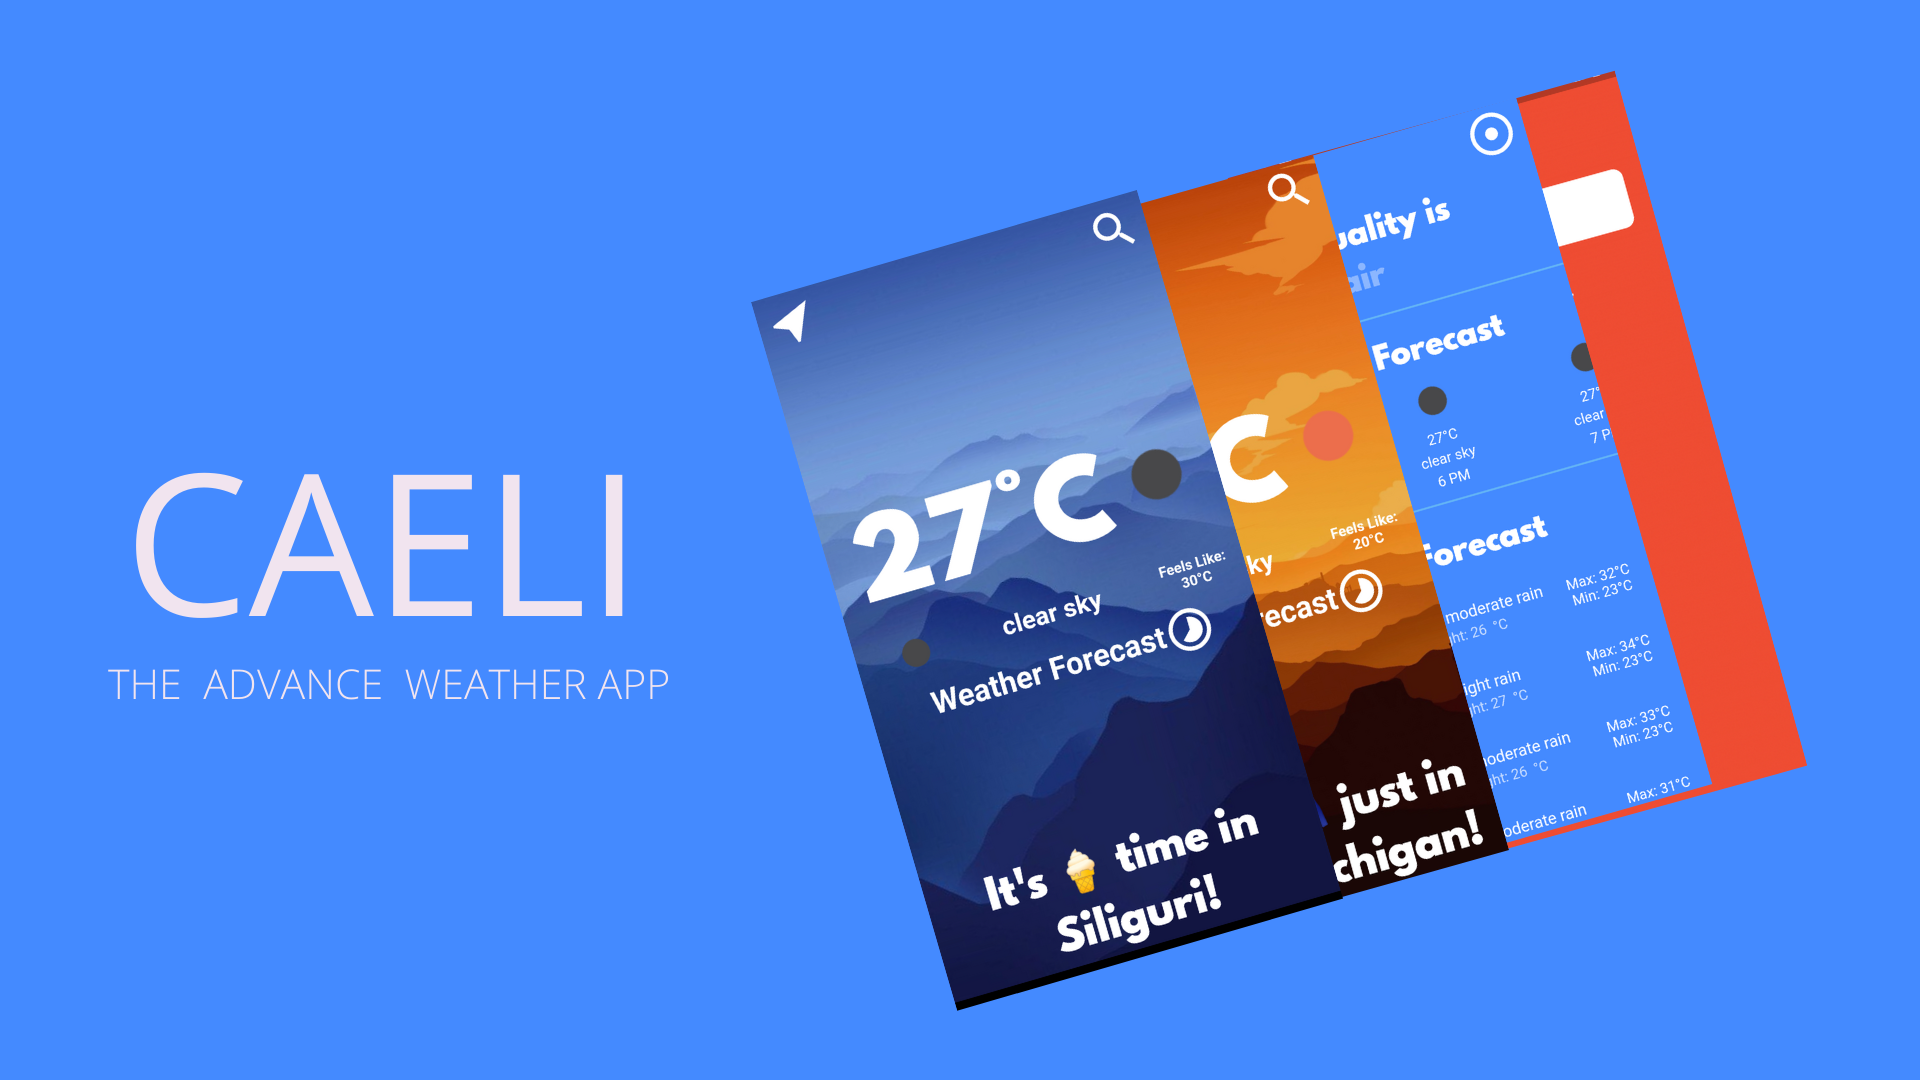 CAELI
THE ADVANCE WEATHER APP
27°C
clear sky
Feels Like:
30°C
Weather Forecast
It's 🍦 time in
Siliguri!
C
ky
Feels Like:
20°C
recast
just in
chigan!
uality is
air
Forecast
27°C
clear sky
6 PM
27°
clear
7 P
Forecast
moderate rain
ht: 26 °C
Max: 32°C
Min: 23°C
ight rain
ht: 27 °C
Max: 34°C
Min: 23°C
moderate rain
ht: 26 °C
Max: 33°C
Min: 23°C
oderate rain
Max: 31°C